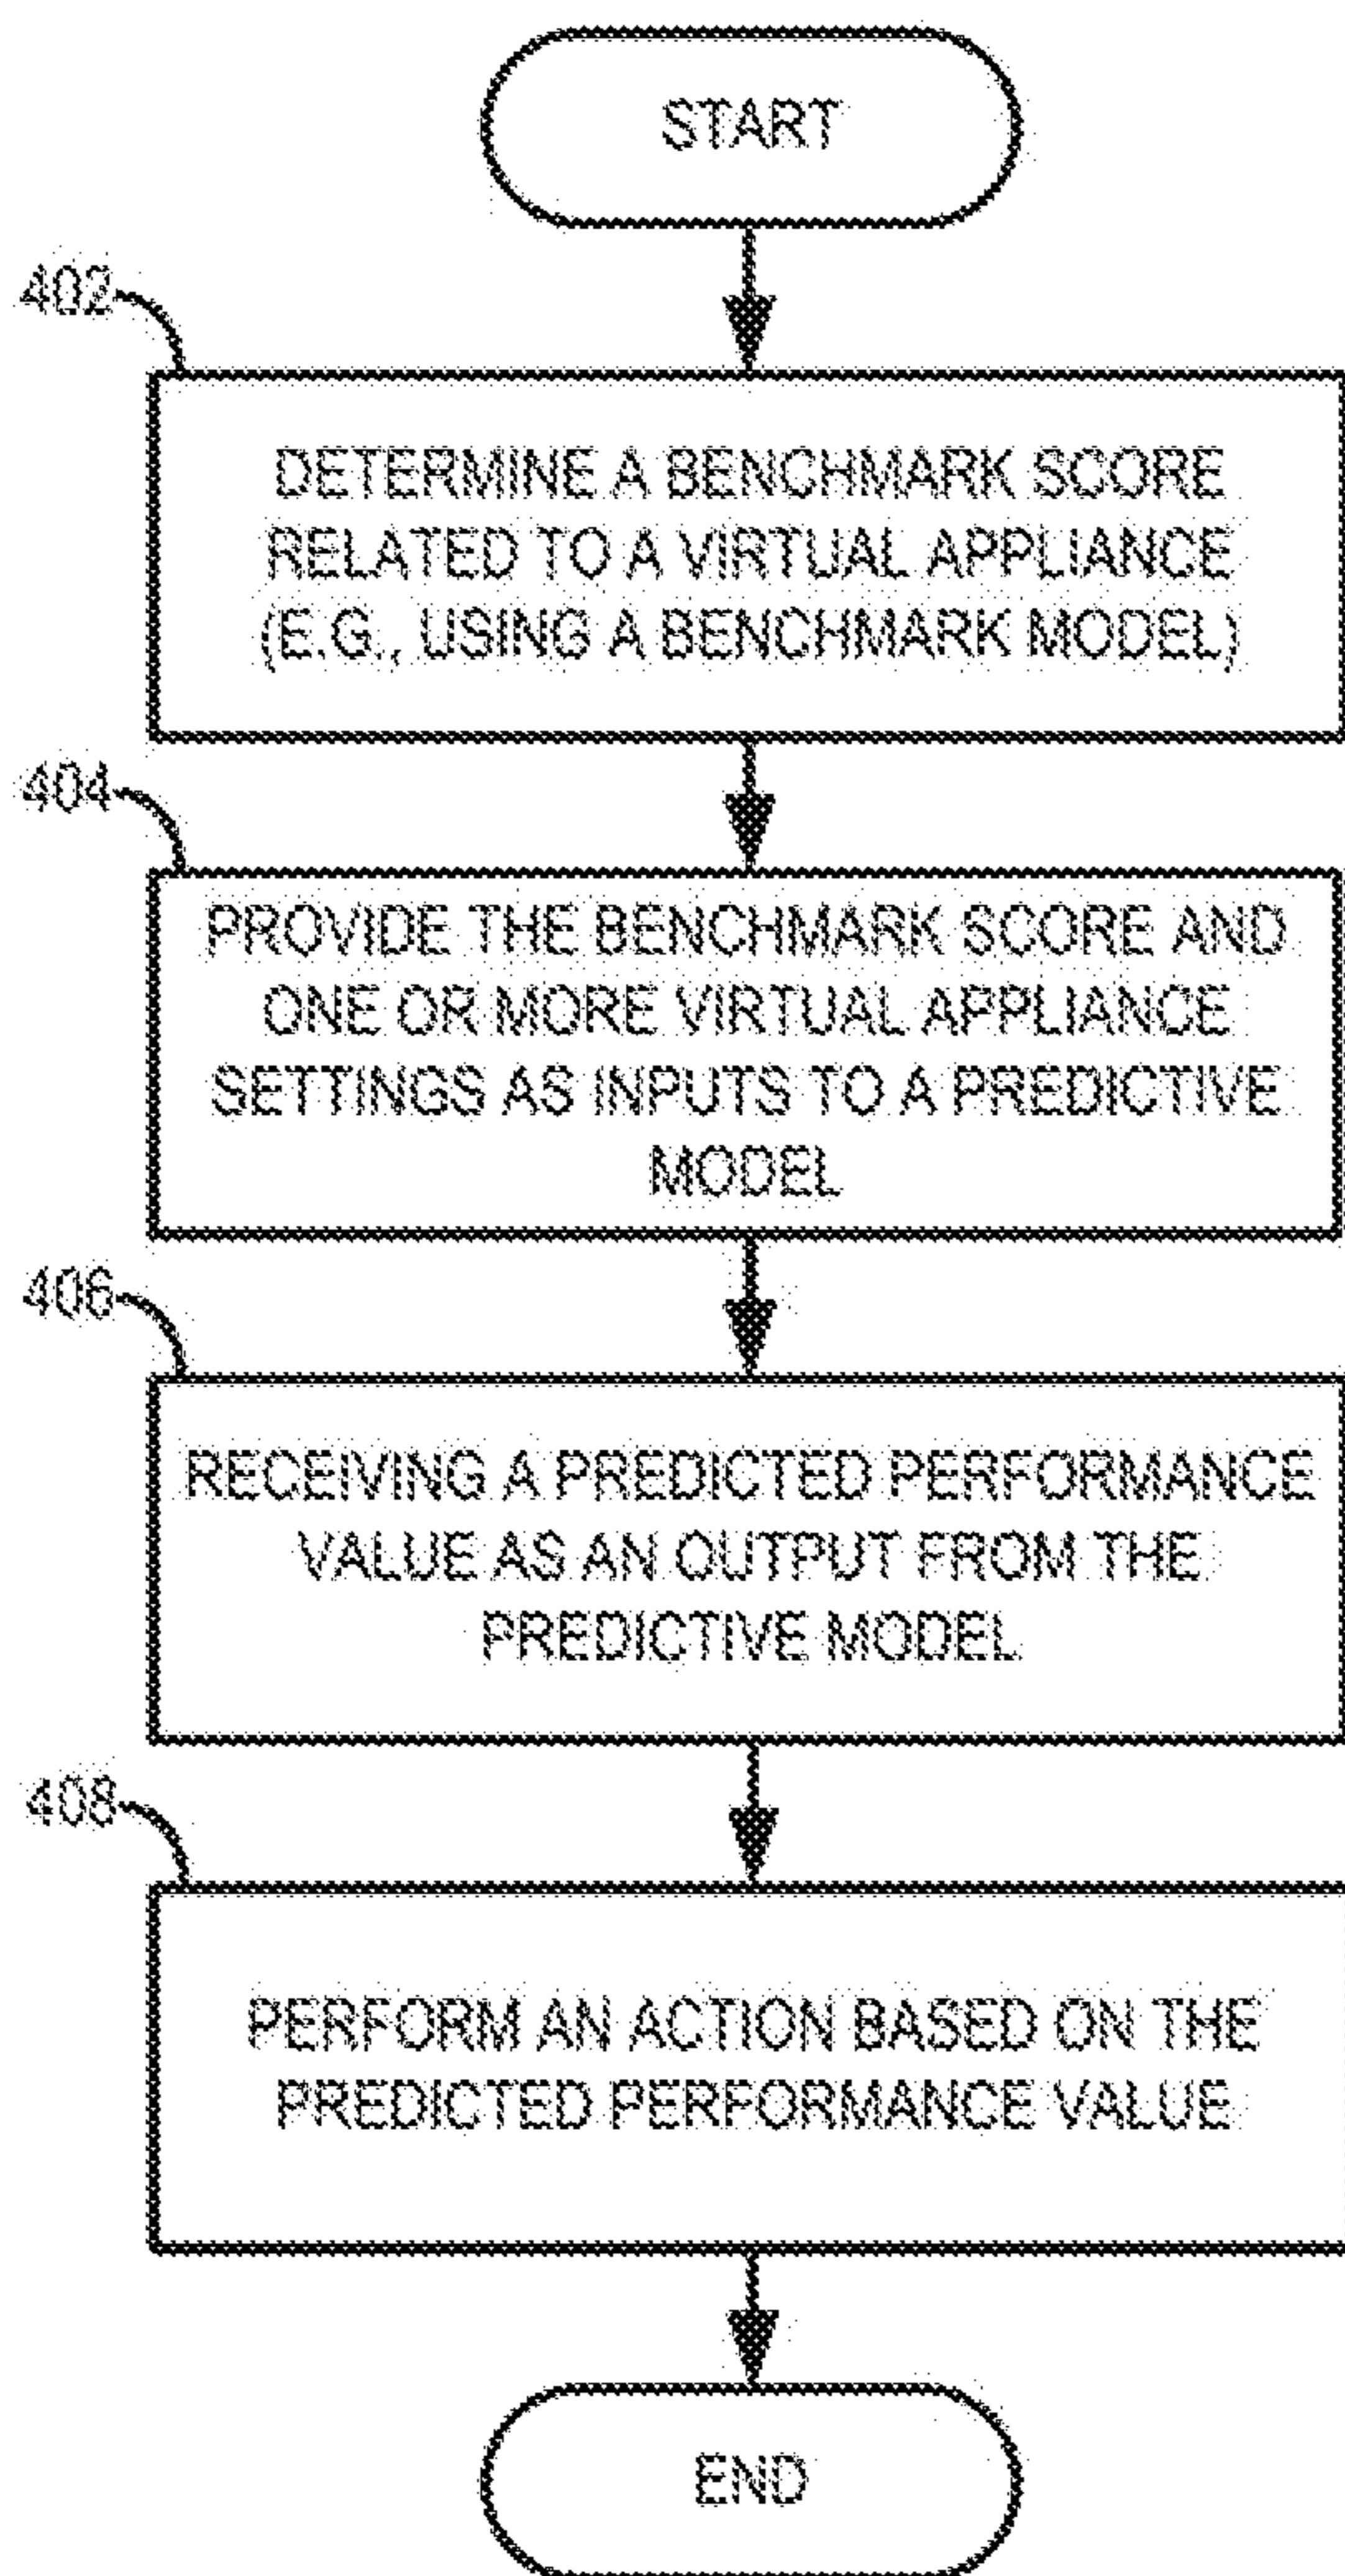 START
402
DETERMINE A BENCHMARK SCORE
RELATED TO A VIRTUAL APPLIANCE
(E.G., USING A BENCHMARK MODEL)
404
PROVIDE THE BENCHMARK SCORE AND
ONE OR MORE VIRTUAL APPLIANCE
SETTINGS AS INPUTS TO A PREDICTIVE
MODEL
406
RECEIVING A PREDICTED PERFORMANCE
VALUE AS AN OUTPUT FROM THE
PREDICTIVE MODEL
408
PERFORM AN ACTION BASED ON THE
PREDICTED PERFORMANCE VALUE
END